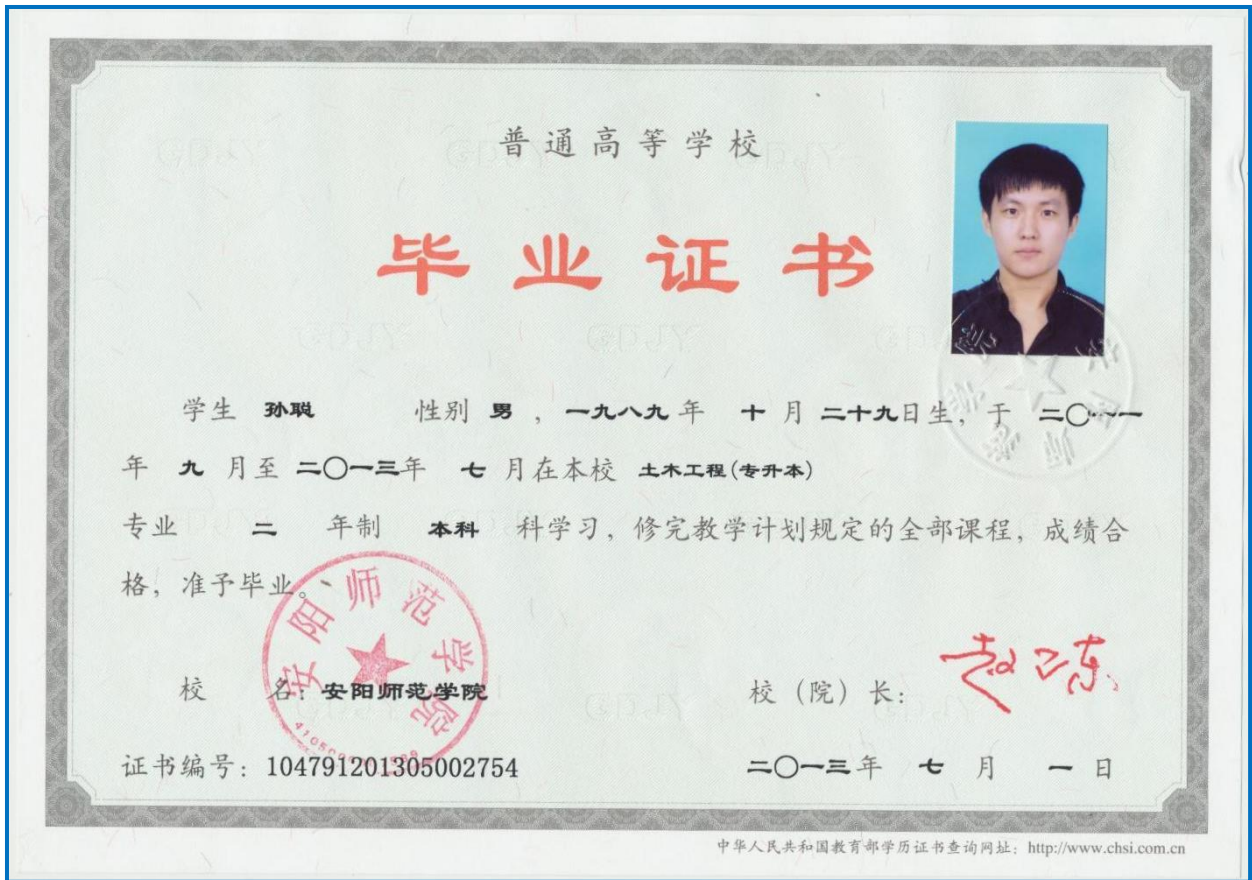 普通高等学校
毕业证书
学生 孙聪 性别 男，一九八九年 十月二十九日生，于 二〇一一
年 九 月至 二〇一三年 七 月在本校 土木工程(专升本)
专业 二 年制 本科 科学习，修完教学计划规定的全部课程，成绩合
格，准予毕业。
安阳师范学院
校 名：安阳师范学院 校（院）长：
证书编号：104791201305002754 二〇一三年 七 月 一 日
中华人民共和国教育部学历证书查询网址：http://www.chsi.com.cn